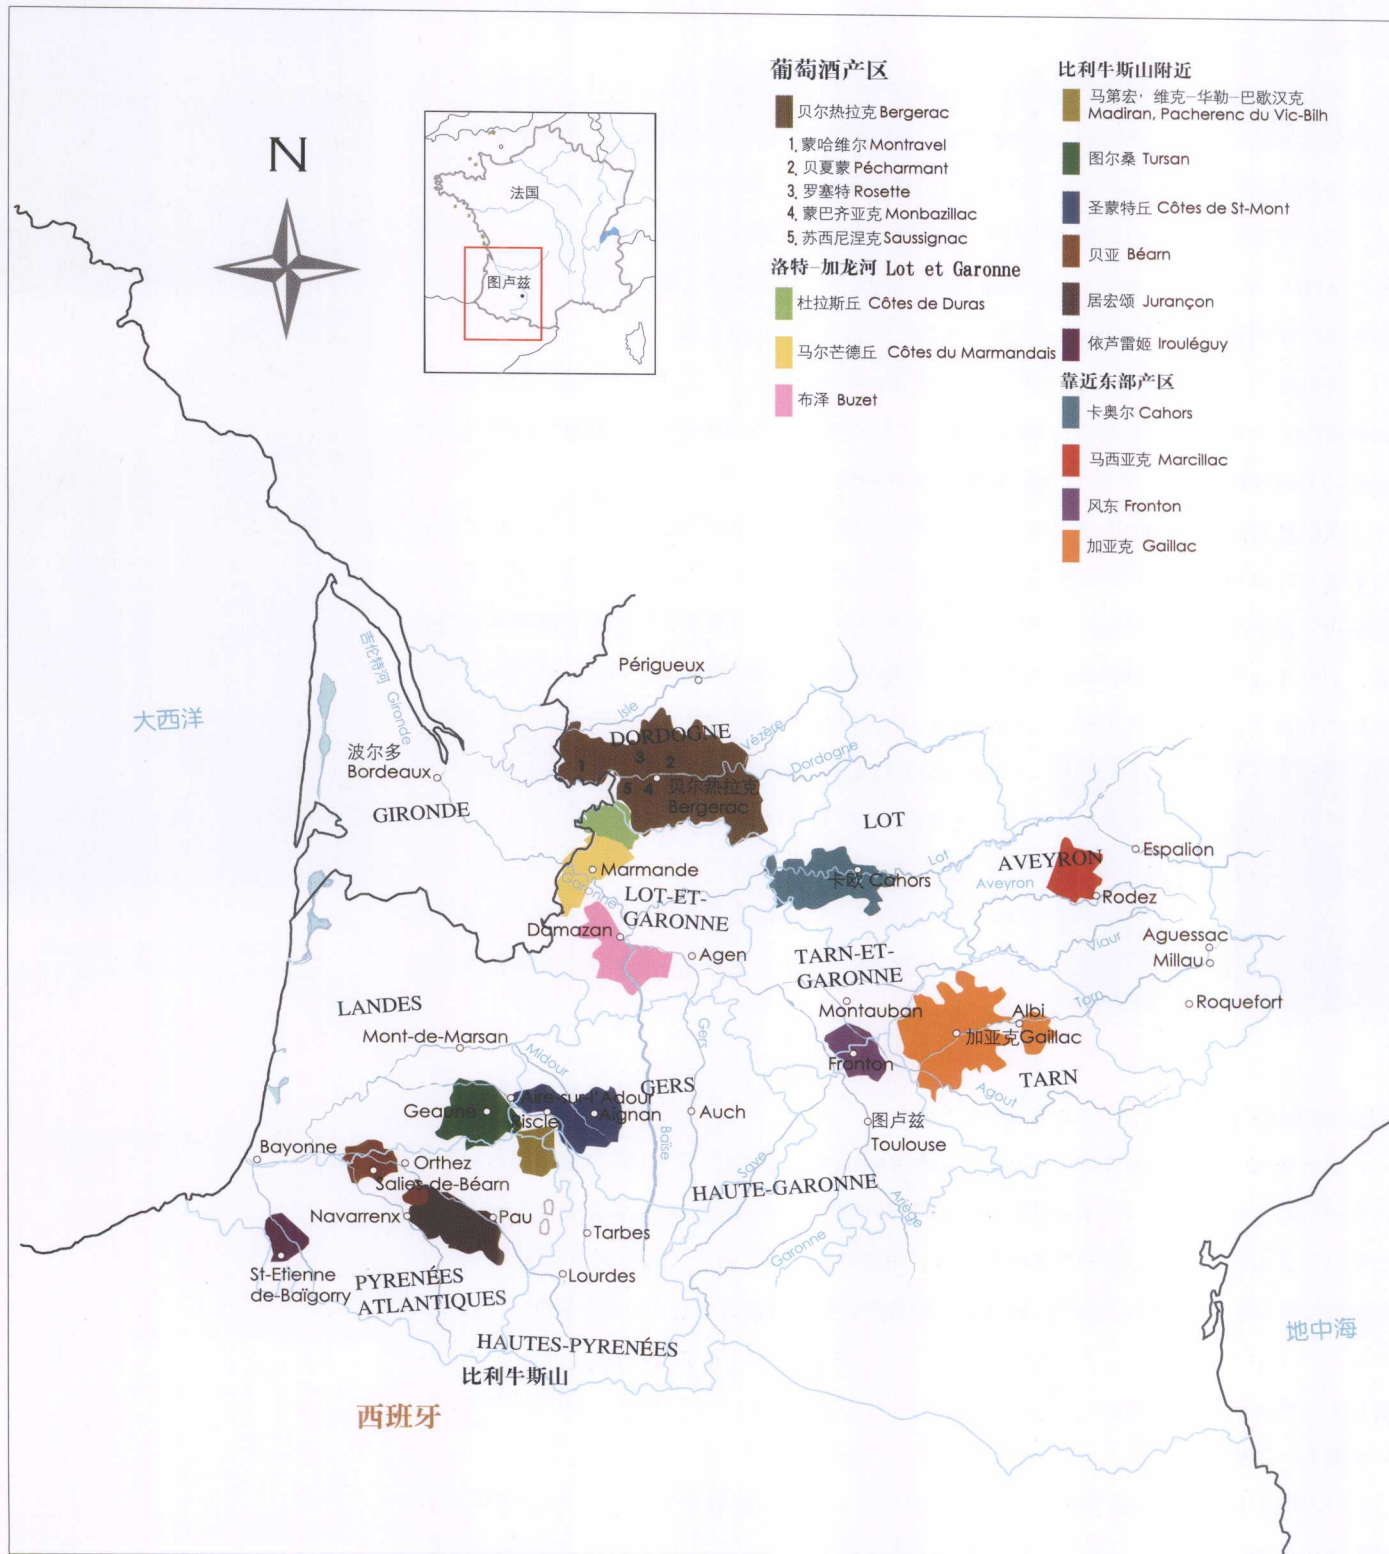 N
法国
图卢兹
葡萄酒产区
贝尔热拉克 Bergerac
1. 蒙哈维尔 Montravel
2. 贝夏蒙 Pécharmant
3. 罗塞特 Rosette
4. 蒙巴齐亚克 Monbazillac
5. 苏西尼涅克 Saussignac
洛特-加龙河 Lot et Garonne
杜拉斯丘 Côtes de Duras
马尔芒德丘 Côtes du Marmandais
布泽 Buzet
比利牛斯山附近
马第宏·维克-华勒-巴歇汉克
Madiran, Pacherenc du Vic-Bilh
图尔桑 Tursan
圣蒙特丘 Côtes de St-Mont
贝亚 Béarn
居宏颂 Jurançon
依芦雷姬 Irouléguy
靠近东部产区
卡奥尔 Cahors
马西亚克 Marcillac
风东 Fronton
加亚克 Gaillac
大西洋
吉伦特河 Gironde
波尔多
Bordeaux
GIRONDE
Périgueux
Isle
DORDOGNE
Vézère
Dordogne
1
3
2
5
4
贝尔热拉克
Bergerac
LOT
Lot
AVEYRON
Espalion
Aveyron
Rodez
卡欧 Cahors
Marmande
Garonne
LOT-ET-
GARONNE
Damazan
Agen
Aguessac
Viaur
Millau
TARN-ET-
GARONNE
Montauban
Roquefort
Tarn
Albi
加亚克Gaillac
LANDES
Mont-de-Marsan
Midour
Gers
Fronton
TARN
Agout
GERS
Geaune
Aire-sur-l'Adour
Riscle
Aignan
Auch
图卢兹
Toulouse
Baïse
Save
Bayonne
Orthez
Salies-de-Béarn
HAUTE-GARONNE
Ariège
Navarrenx
Pau
Tarbes
Garonne
St-Etienne
de-Baïgorry
Lourdes
PYRENÉES
ATLANTIQUES
HAUTES-PYRENÉES
比利牛斯山
西班牙
地中海